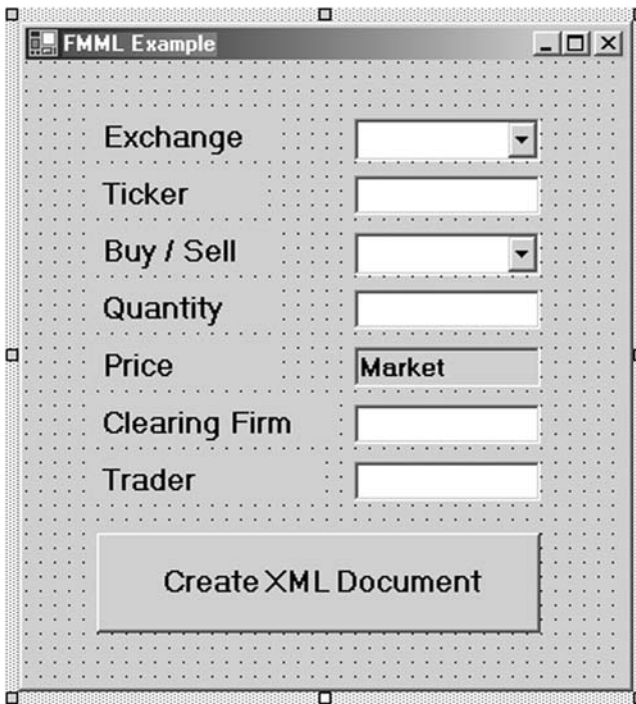 FMML Example
Exchange
Ticker
Buy / Sell
Quantity
Price Market
Clearing Firm
Trader
Create XML Document